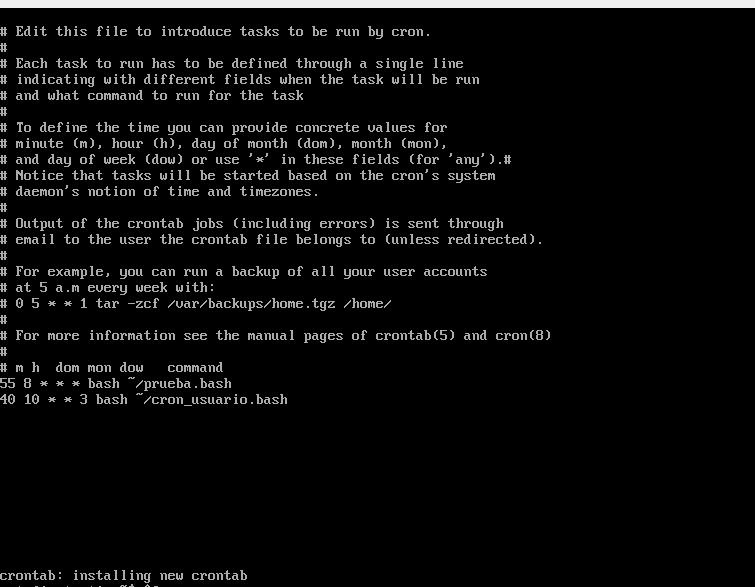 # Edit this file to introduce tasks to be run by cron.
#
# Each task to run has to be defined through a single line
# indicating with different fields when the task will be run
# and what command to run for the task
#
# To define the time you can provide concrete values for
# minute (m), hour (h), day of month (dom), month (mon),
# and day of week (dow) or use '*' in these fields (for 'any').#
# Notice that tasks will be started based on the cron's system
# daemon's notion of time and timezones.
#
# Output of the crontab jobs (including errors) is sent through
# email to the user the crontab file belongs to (unless redirected).
#
# For example, you can run a backup of all your user accounts
# at 5 a.m every week with:
# 0 5 * * 1 tar -zcf /var/backups/home.tgz /home/
#
# For more information see the manual pages of crontab(5) and cron(8)
#
# m h  dom mon dow   command
55 8 * * * bash ~/prueba.bash
40 10 * * 3 bash ~/cron_usuario.bash
crontab: installing new crontab